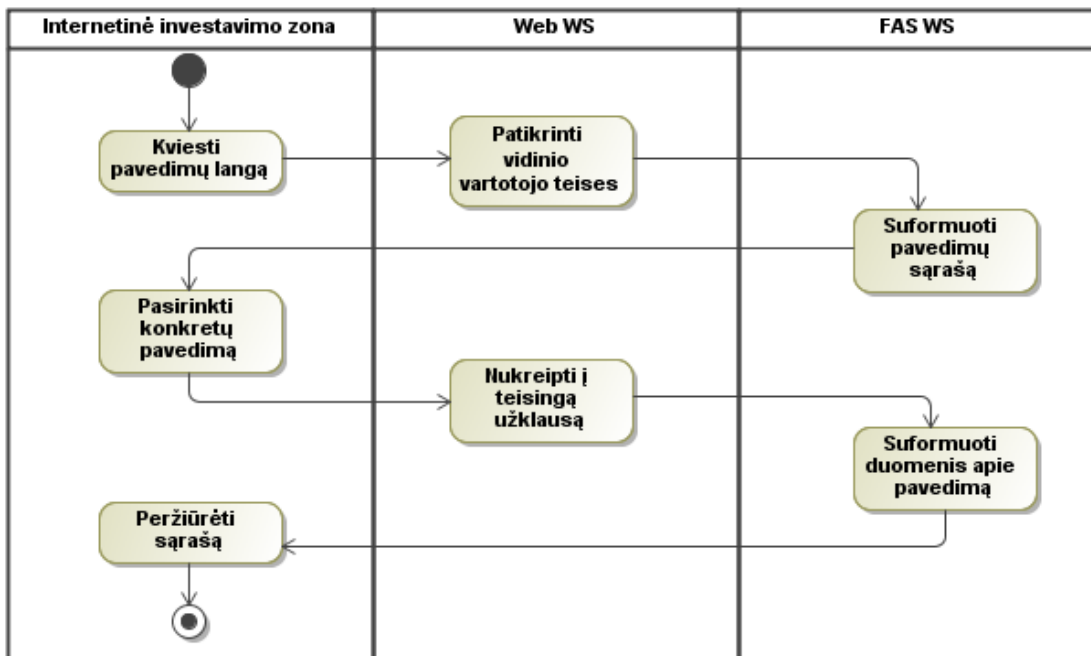 Internetinė investavimo zona
Web WS
FAS WS
Kviesti
pavedimų langą
Patikrinti
vidinio
vartotojo teises
Suformuoti
pavedimų
sąrašą
Pasirinkti
konkretų
pavedimą
Nukreipti į
teisingą
užklausą
Suformuoti
duomenis apie
pavedimą
Peržiūrėti
sąrašą